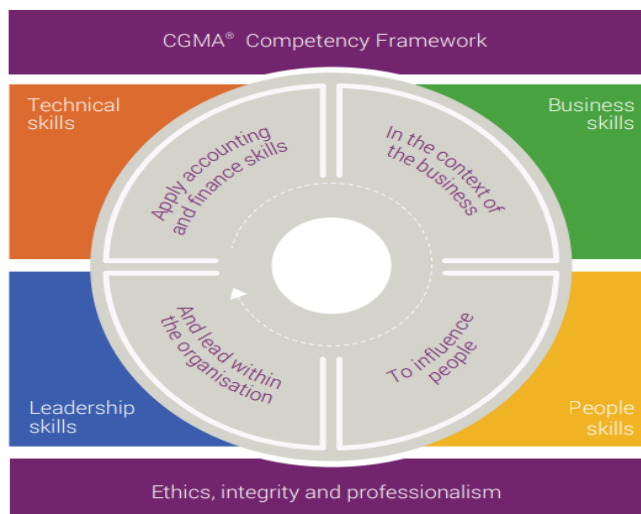 CGMA® Competency Framework
Technical
skills
Business
skills
Apply accounting
and finance skills
In the context of
the business
And lead within
the organisation
To influence
people
Leadership
skills
People
skills
Ethics, integrity and professionalism